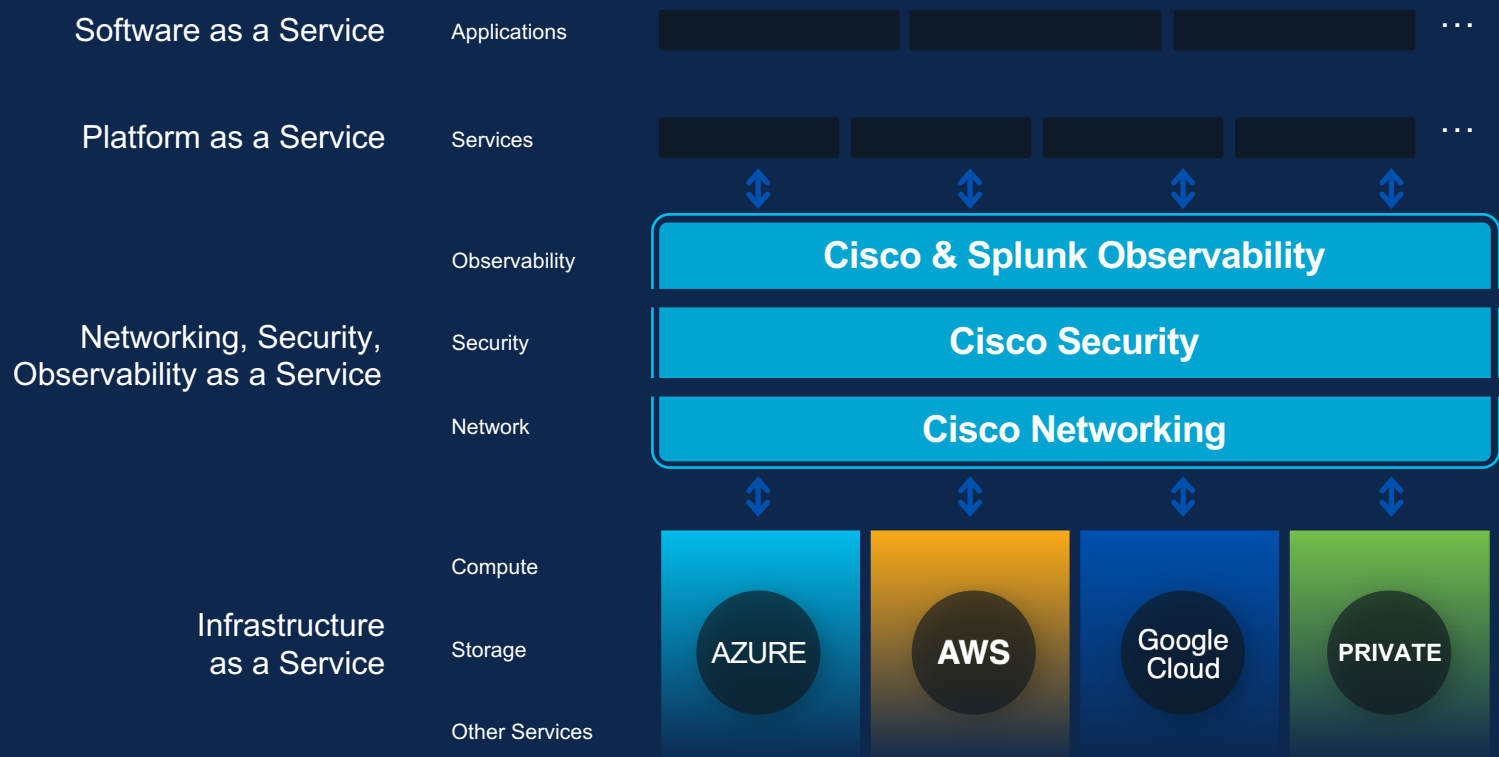 Software as a Service
Applications
...
Platform as a Service
Services
...
Observability
Cisco & Splunk Observability
Networking, Security,
Observability as a Service
Security
Cisco Security
Network
Cisco Networking
Infrastructure
as a Service
Compute
Storage
Other Services
AZURE
AWS
Google
Cloud
PRIVATE